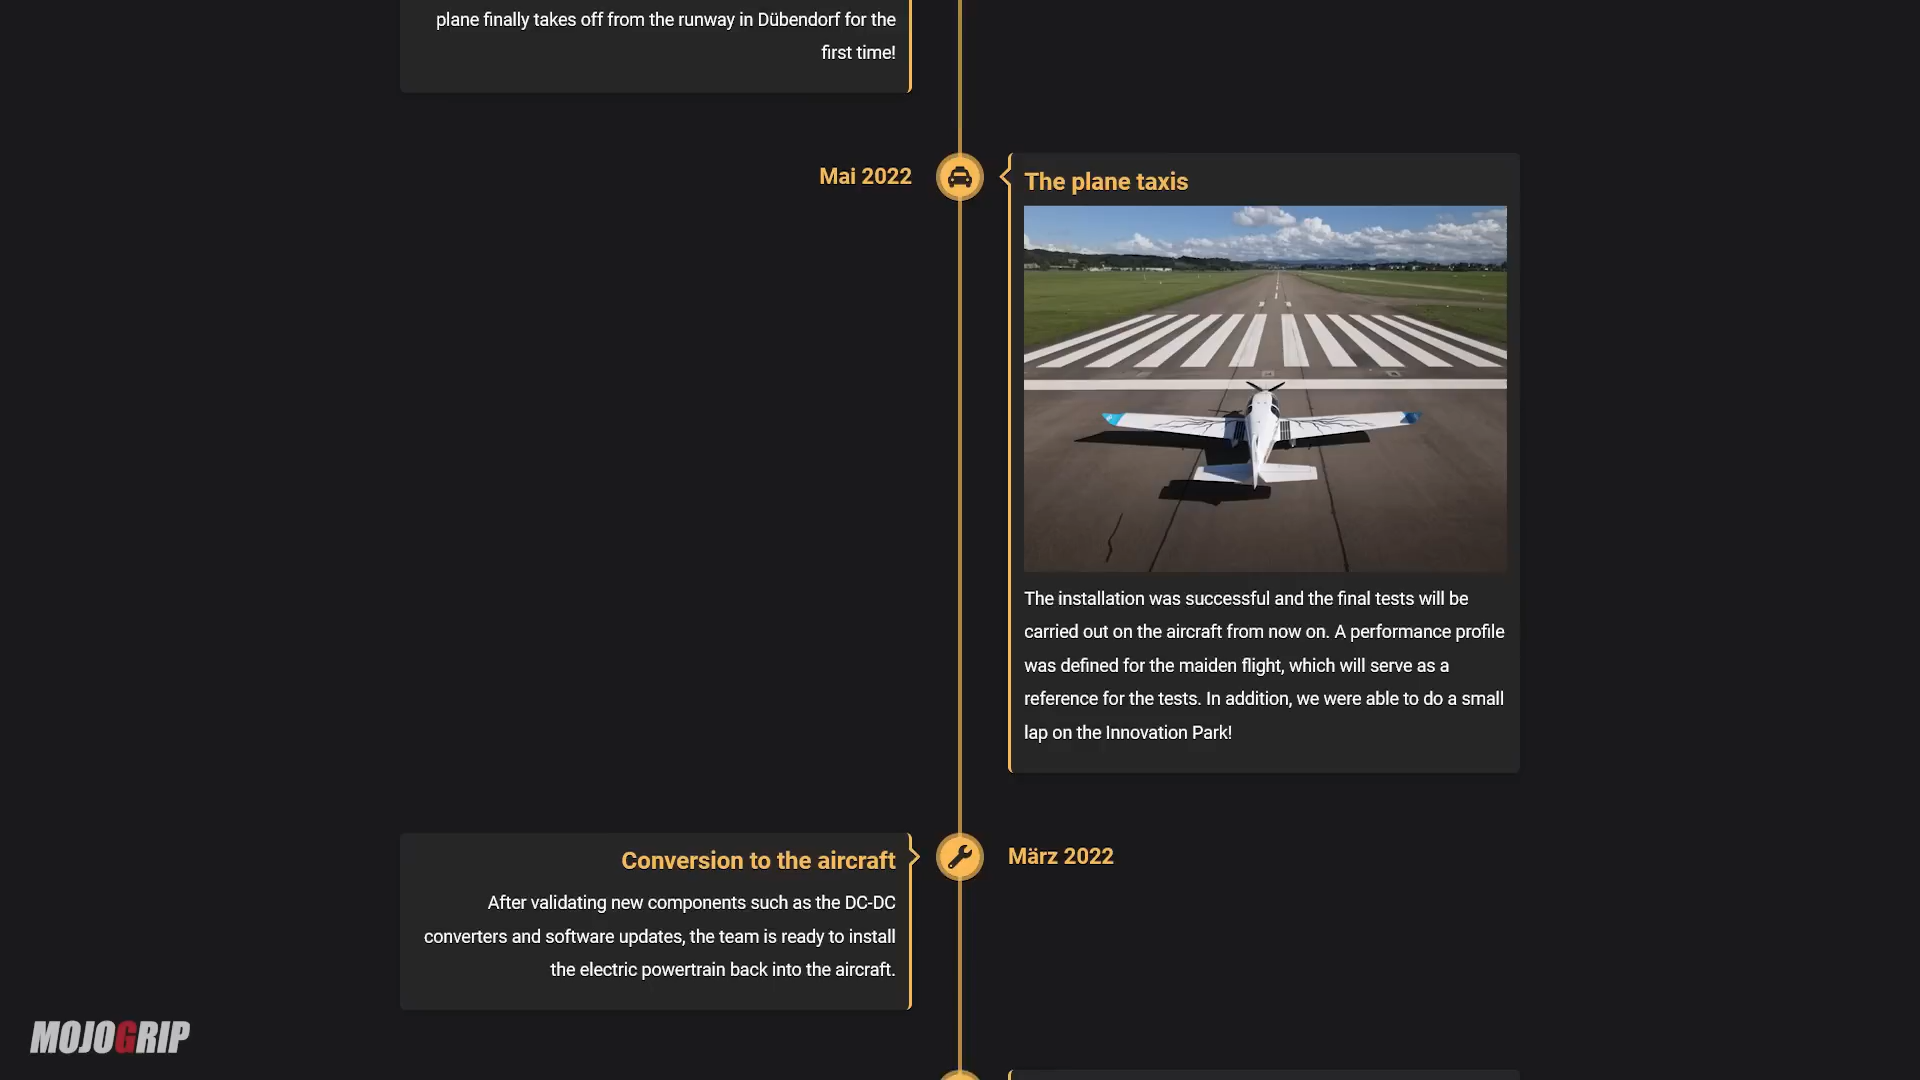 plane finally takes off from the runway in Dübendorf for the
first time!
Mai 2022
The plane taxis
The installation was successful and the final tests will be
carried out on the aircraft from now on. A performance profile
was defined for the maiden flight, which will serve as a
reference for the tests. In addition, we were able to do a small
lap on the Innovation Park!
Conversion to the aircraft
März 2022
After validating new components such as the DC-DC
converters and software updates, the team is ready to install
the electric powertrain back into the aircraft.
MOJOGRIP